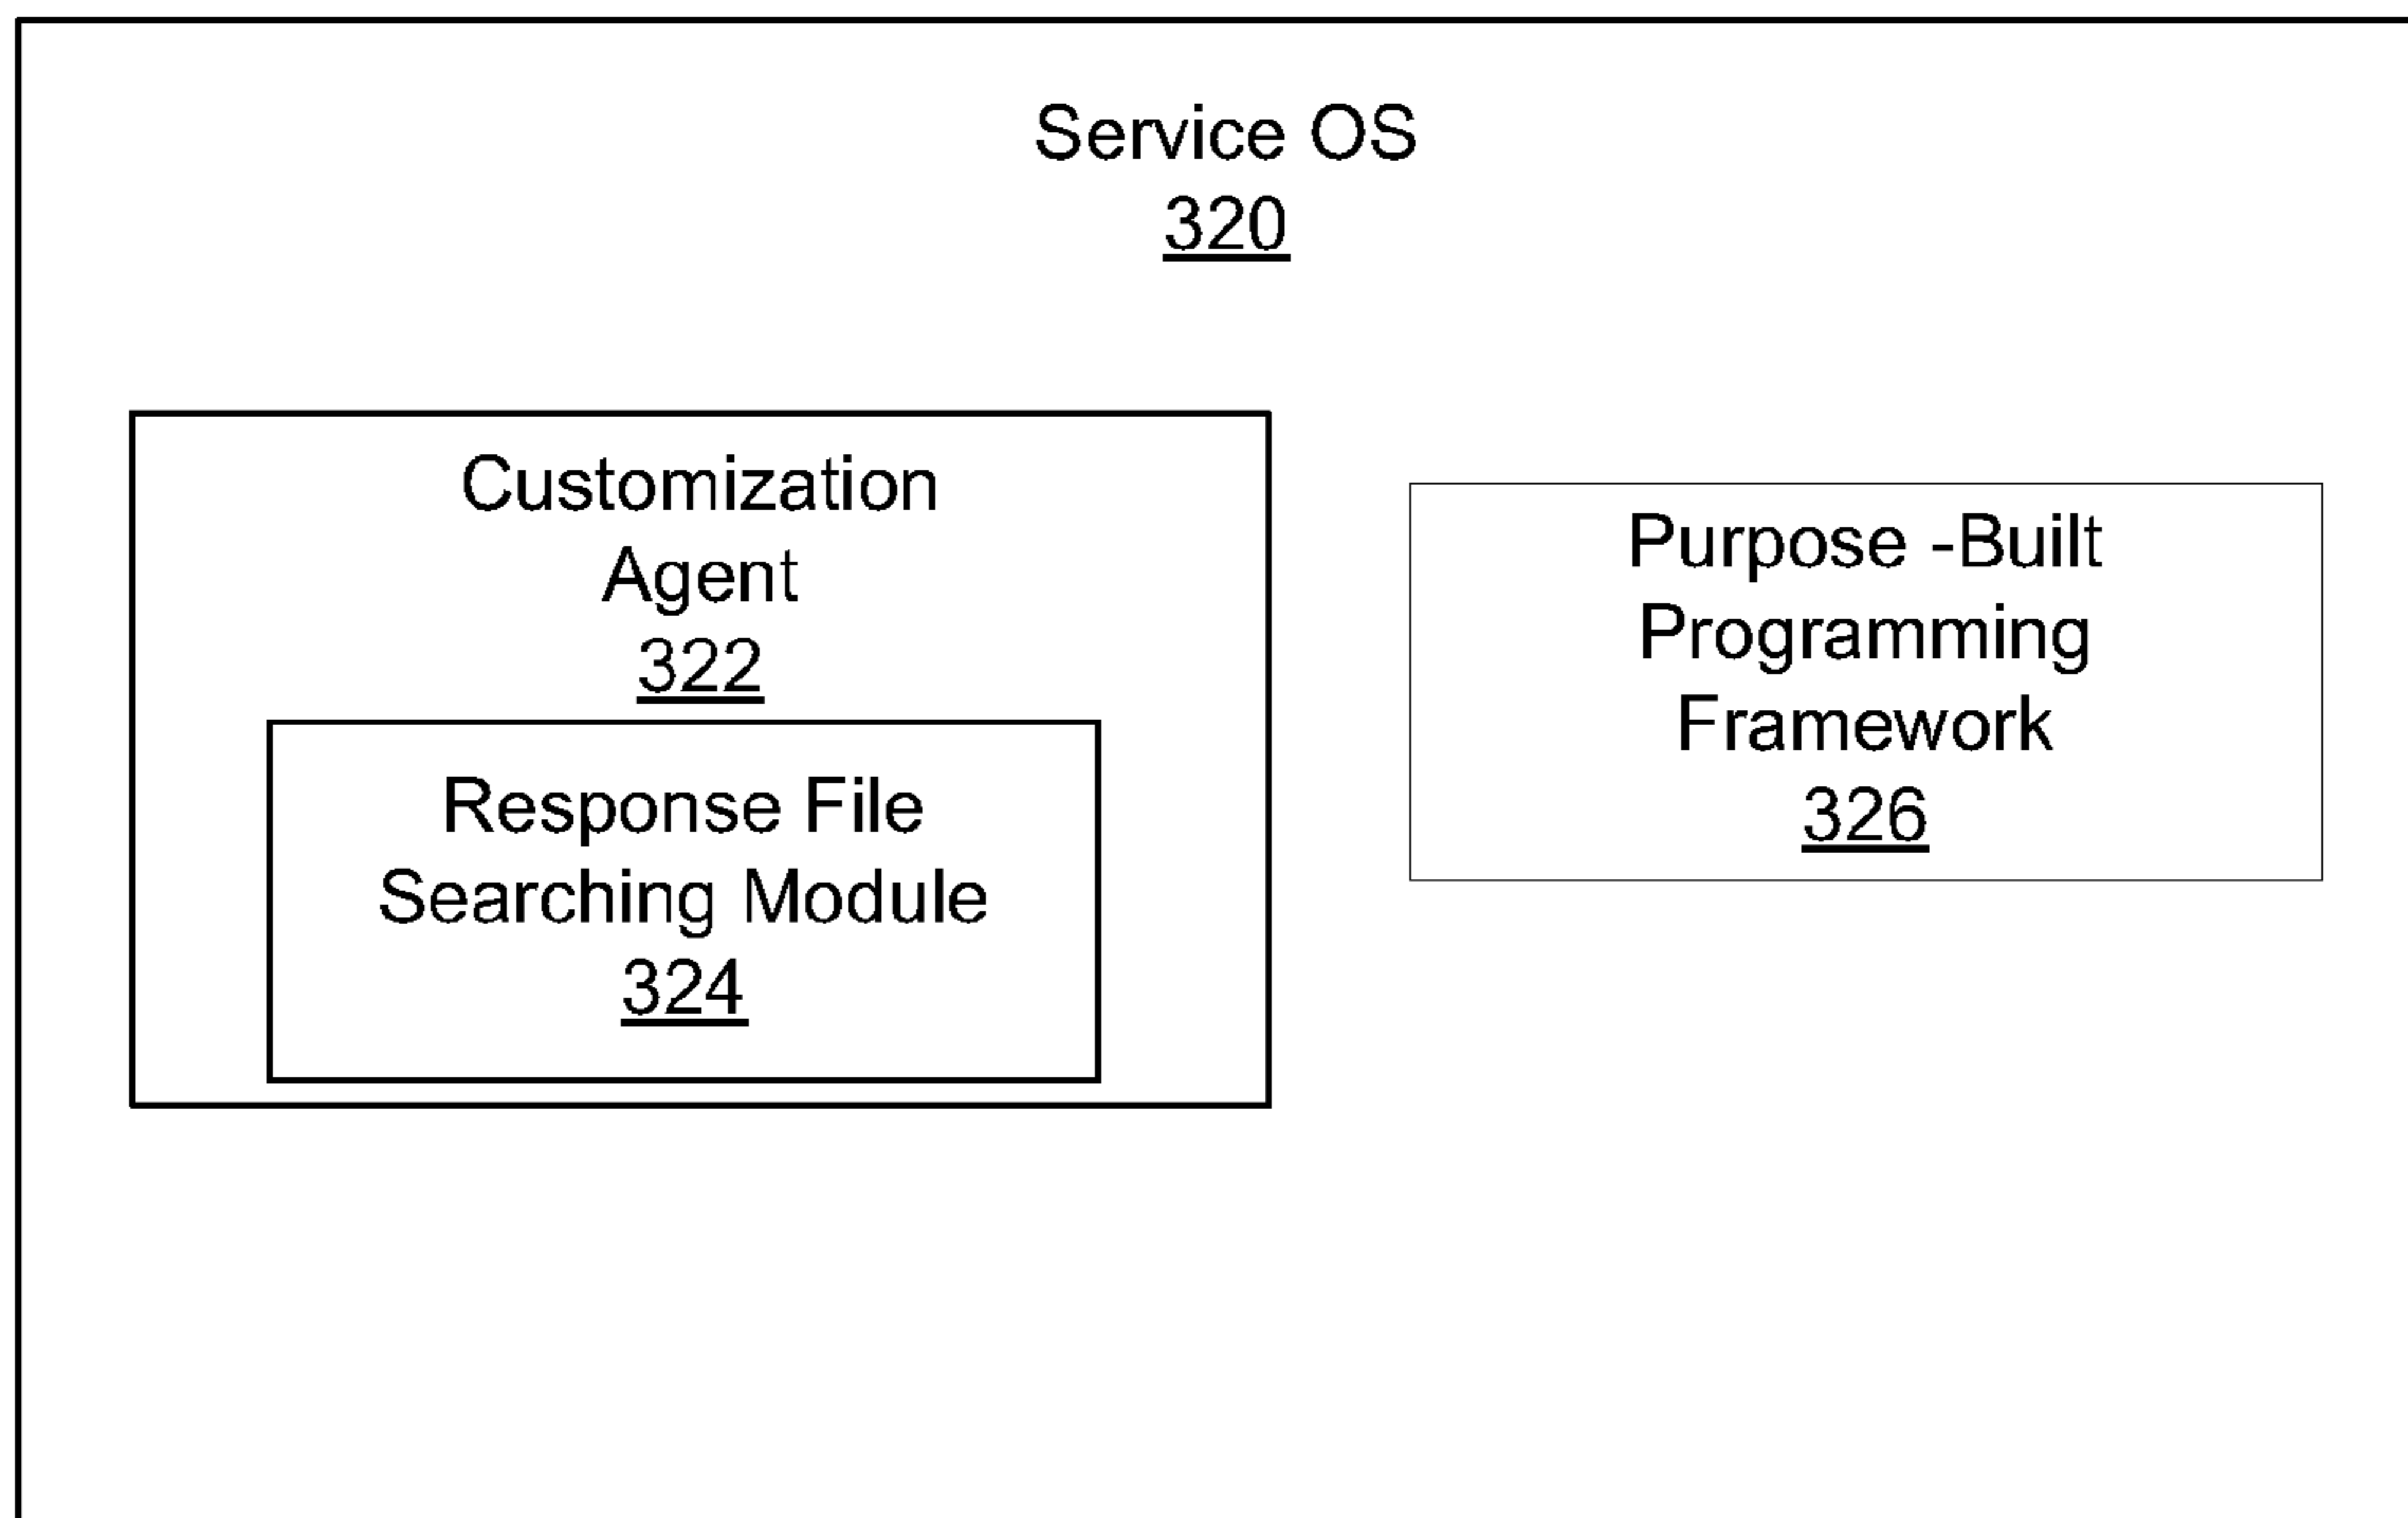 Service OS
320
Customization
Agent
322
Response File
Searching Module
324
Purpose -Built
Programming
Framework
326